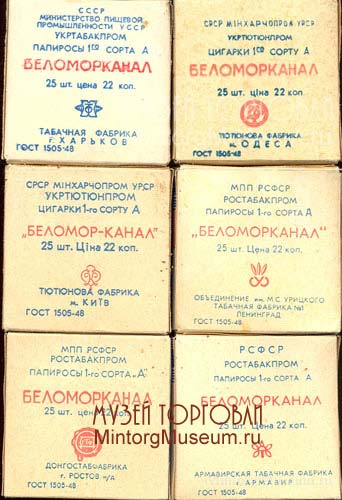 СССР
МИНИСТЕРСТВО ПИЩЕВОЙ
ПРОМЫШЛЕННОСТИ УССР
УКРТАБАКПРОМ
ПАПИРОСЫ 1го СОРТА А
БЕЛОМОРКАНАЛ
25 шт. цена 22 коп.
ТАБАЧНАЯ ФАБРИКА
г. ХАРЬКОВ
ГОСТ 1505-48
СРСР МІНХАРЧОПРОМ УРСР
УКРТЮТЮНПРОМ
ЦИГАРКИ 1го СОРТУ А
БЕЛОМОРКАНАЛ
25 шт. ціна 22 коп.
ТЮТЮНОВА ФАБРИКА
м. ОДЕСА
ГОСТ 1505-48
СРСР МІНХАРЧОПРОМ УРСР
УКРТЮТЮНПРОМ
ЦИГАРКИ 1-го СОРТУ А
„БЕЛОМОР-КАНАЛ"
25 шт. Ціна 22 коп.
ТЮТЮНОВА ФАБРИКА
м. КИЇВ
ГОСТ 1505-48
МПП РСФСР
РОСТАБАКПРОМ
ПАПИРОСЫ 1-го СОРТА А
„БЕЛОМОРКАНАЛ"
25 шт. Цена 22 коп.
ОБЪЕДИНЕНИЕ им. М.С. УРИЦКОГО
ТАБАЧНАЯ ФАБРИКА №1
ЛЕНИНГРАД
ГОСТ 1505-48
МПП РСФСР
РОСТАБАКПРОМ
ПАПИРОСЫ 1-го СОРТА „А"
БЕЛОМОРКАНАЛ
25 шт. цена 22 коп.
ДОНГОСТАБФАБРИКА
г. РОСТОВ н/д
ГОСТ 1505-48
РСФСР
РОСТАБАКПРОМ
ПАПИРОСЫ 1-го СОРТА А
БЕЛОМОРКАНАЛ
25 шт. Цена 22 коп.
АРМАВИРСКАЯ ТАБАЧНАЯ ФАБРИКА
г. АРМАВИР
ГОСТ 1505-48
МУЗЕЙ ТОРГОВЛИ
MintorgMuseum.ru